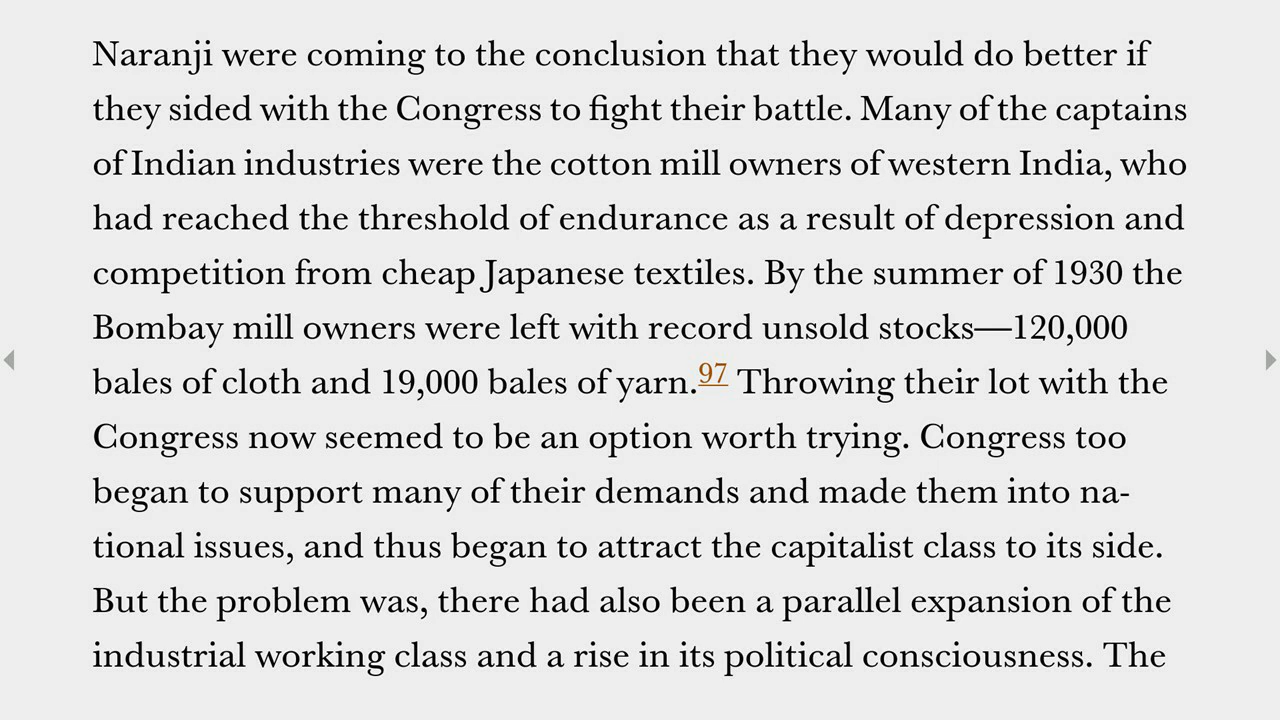 Naranji were coming to the conclusion that they would do better if
they sided with the Congress to fight their battle. Many of the captains
of Indian industries were the cotton mill owners of western India, who
had reached the threshold of endurance as a result of depression and
competition from cheap Japanese textiles. By the summer of 1930 the
Bombay mill owners were left with record unsold stocks—120,000
bales of cloth and 19,000 bales of yarn.97 Throwing their lot with the
Congress now seemed to be an option worth trying. Congress too
began to support many of their demands and made them into na-
tional issues, and thus began to attract the capitalist class to its side.
But the problem was, there had also been a parallel expansion of the
industrial working class and a rise in its political consciousness. The